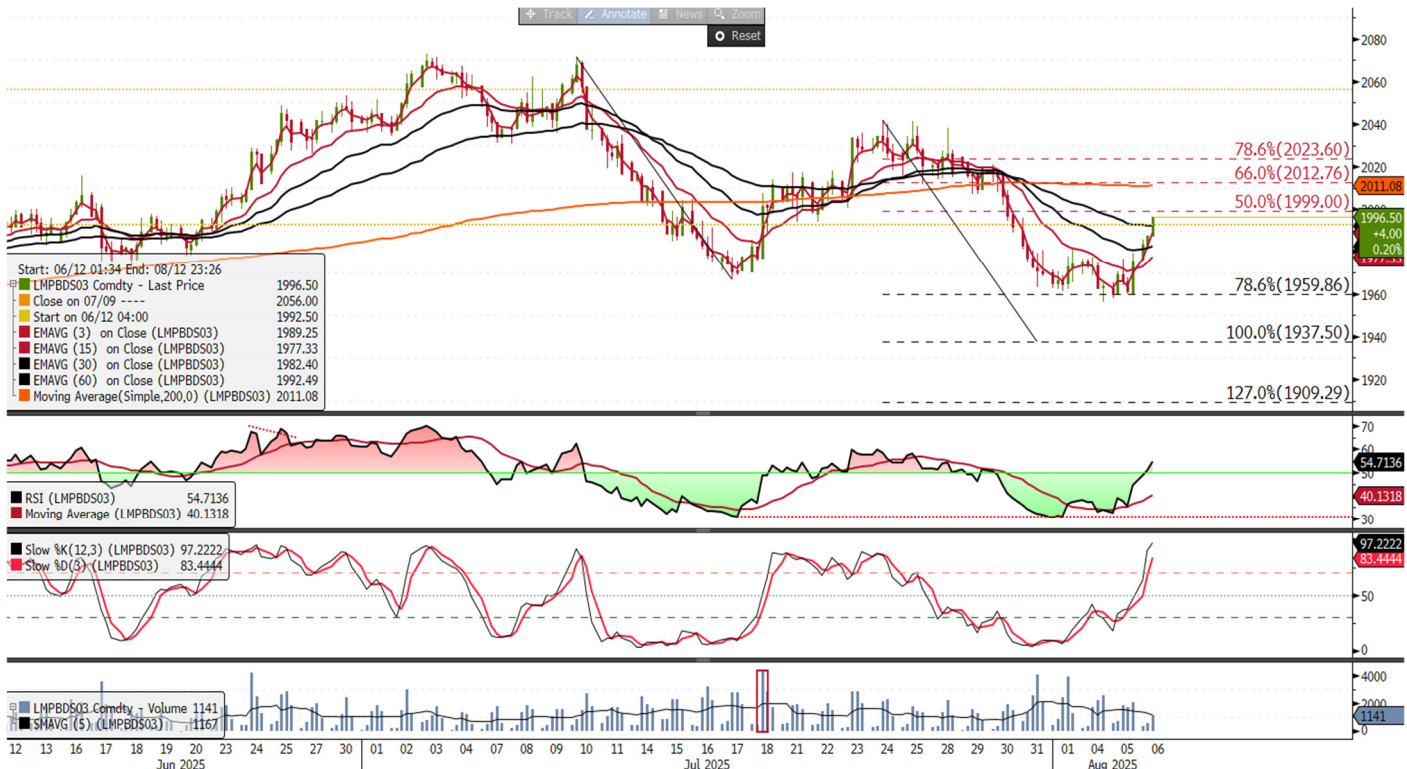 Track Annotate News Zoom
Reset
2080
2060
2040
78.6%(2023.60)
2020
66.0%(2012.76)
2011.08
50.0%(1999.00)
1996.50
+4.00
0.20%
1977.33
78.6%(1959.86)
1960
100.0%(1937.50)
1940
1920
127.0%(1909.29)
Start: 06/12 01:34 End: 08/12 23:26
LMPBDS03 Comdty - Last Price 1996.50
Close on 07/09 ---- 2056.00
Start on 06/12 04:00 1992.50
EMAVG (3) on Close (LMPBDS03) 1989.25
EMAVG (15) on Close (LMPBDS03) 1977.33
EMAVG (30) on Close (LMPBDS03) 1982.40
EMAVG (60) on Close (LMPBDS03) 1992.49
Moving Average(Simple,200,0) (LMPBDS03) 2011.08
70
60
54.7136
50
40.1318
30
RSI (LMPBDS03) 54.7136
Moving Average (LMPBDS03) 40.1318
Slow %K(12,3) (LMPBDS03) 97.2222
Slow %D(3) (LMPBDS03) 83.4444
97.2222
83.4444
50
0
LMPBDS03 Comdty - Volume 1141
SMAVG (5) (LMPBDS03) 1167
4000
2000
1141
12 13 16 17 18 19 20 23 24 25 26 27 30 01 02 03 04 07 08 09 10 11 14 15 16 17 18 21 22 23 24 25 28 29 30 31 01 04 05 06
Jun 2025 Jul 2025 Aug 2025